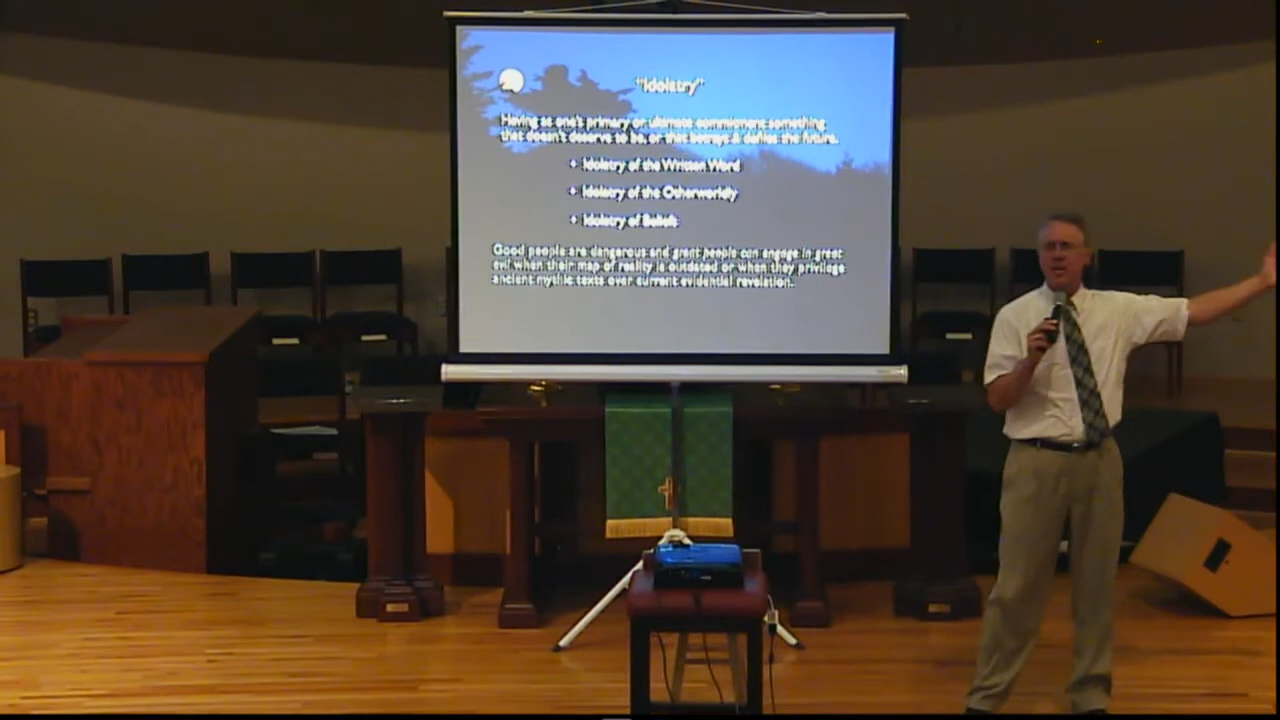 "Idolatry"
Having as one's primary or ultimate commitment something
that doesn't deserve to be, or that betrays & defiles the future.
+ Idolatry of the Written Word
+ Idolatry of the Otherworldly
+ Idolatry of Beliefs
Good people are dangerous and great people can engage in great
evil when their map of reality is outdated or when they privilege
ancient mythic texts over current evidential revelation.